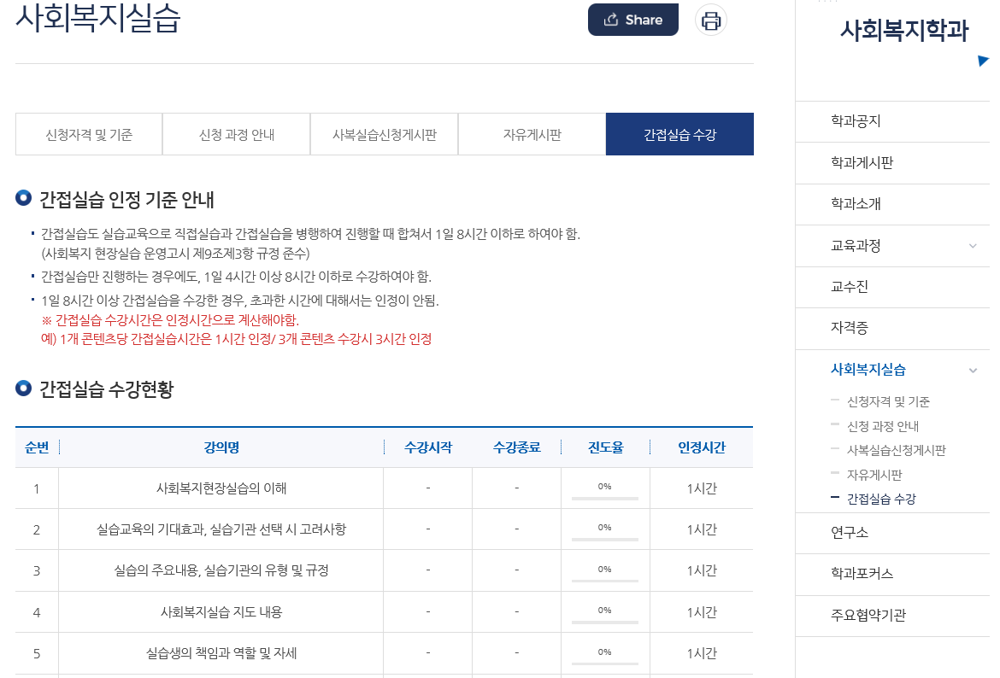 사회복지실습
Share
신청자격 및 기준
신청 과정 안내
사복실습신청게시판
자유게시판
간접실습 수강
간접실습 인정 기준 안내
간접실습도 실습교육으로 직접실습과 간접실습을 병행하여 진행할 때 합쳐서 1일 8시간 이하로 하여야 함.
(사회복지 현장실습 운영고시 제9조제3항 규정 준수)
간접실습만 진행하는 경우에도, 1일 4시간 이상 8시간 이하로 수강하여야 함.
1일 8시간 이상 간접실습을 수강한 경우, 초과한 시간에 대해서는 인정이 안됨.
※ 간접실습 수강시간은 인정시간으로 계산해야함.
예) 1개 콘텐츠당 간접실습시간은 1시간 인정/ 3개 콘텐츠 수강시 3시간 인정
간접실습 수강현황
순번 강의명 수강시작 수강종료 진도율 인정시간
1 사회복지현장실습의 이해 - - 0% 1시간
2 실습교육의 기대효과, 실습기관 선택 시 고려사항 - - 0% 1시간
3 실습의 주요내용, 실습기관의 유형 및 규정 - - 0% 1시간
4 사회복지실습 지도 내용 - - 0% 1시간
5 실습생의 책임과 역할 및 자세 - - 0% 1시간
사회복지학과
학과공지
학과게시판
학과소개
교육과정
교수진
자격증
사회복지실습
신청자격 및 기준
신청 과정 안내
사복실습신청게시판
자유게시판
간접실습 수강
연구소
학과포커스
주요협약기관